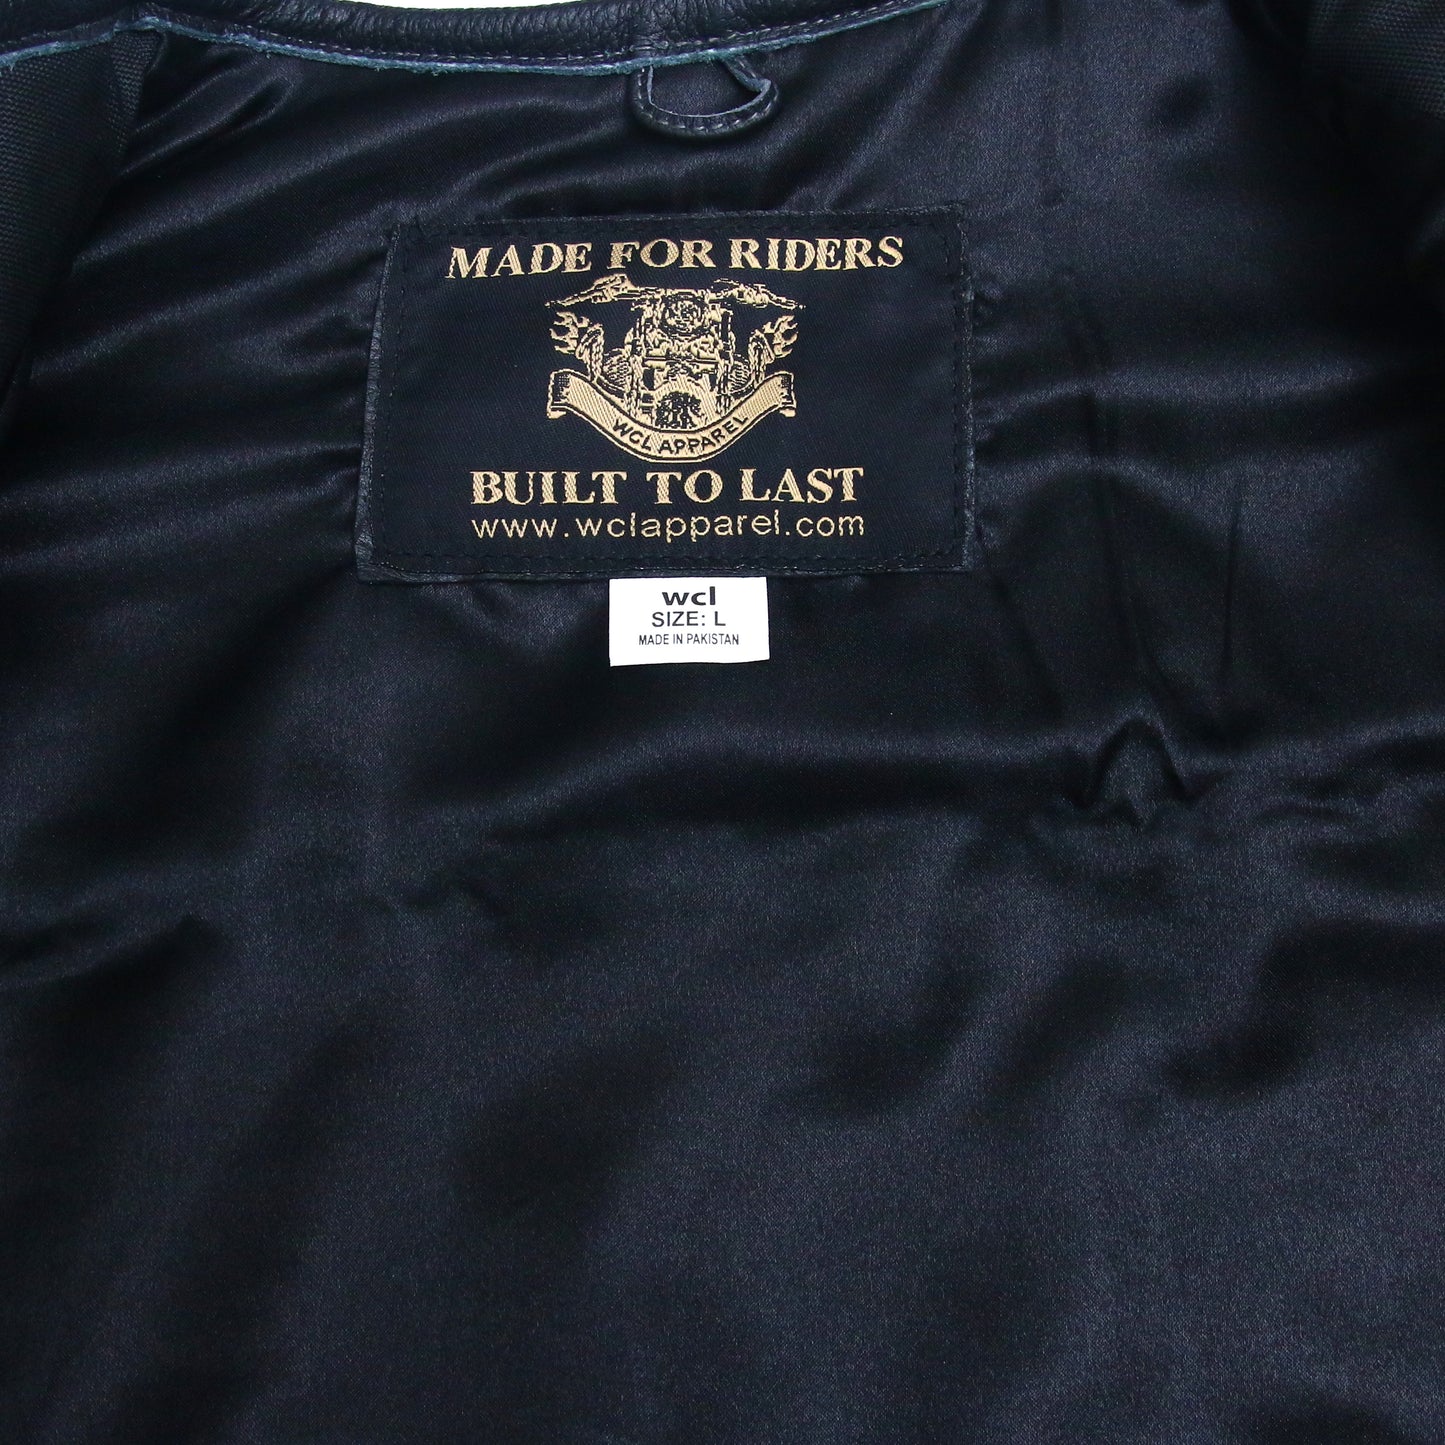 MADE FOR RIDERS
WCL APPAREL
BUILT TO LAST
www.wclapparel.com
wcl
SIZE: L
MADE IN PAKISTAN